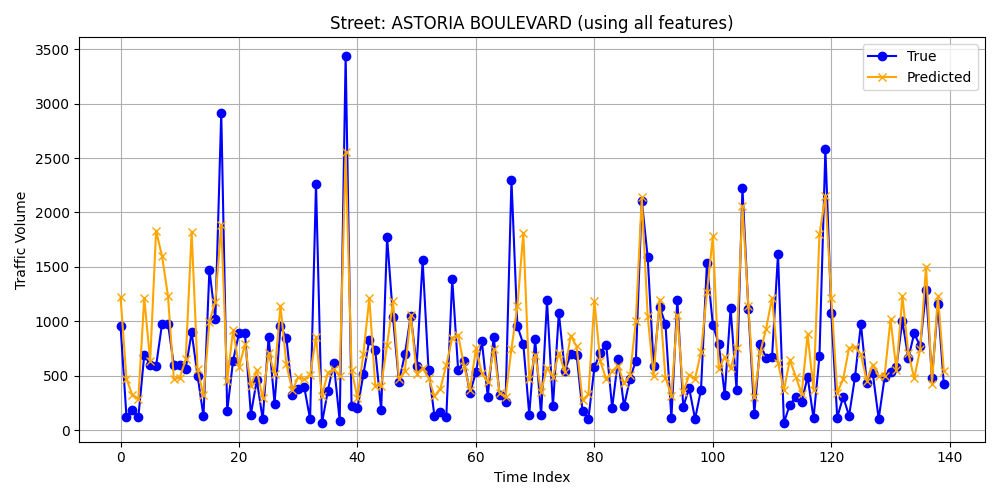 Street: ASTORIA BOULEVARD (using all features)
True
Predicted
3500
3000
2500
2000
1500
1000
500
0
Traffic Volume
0 20 40 60 80 100 120 140
Time Index